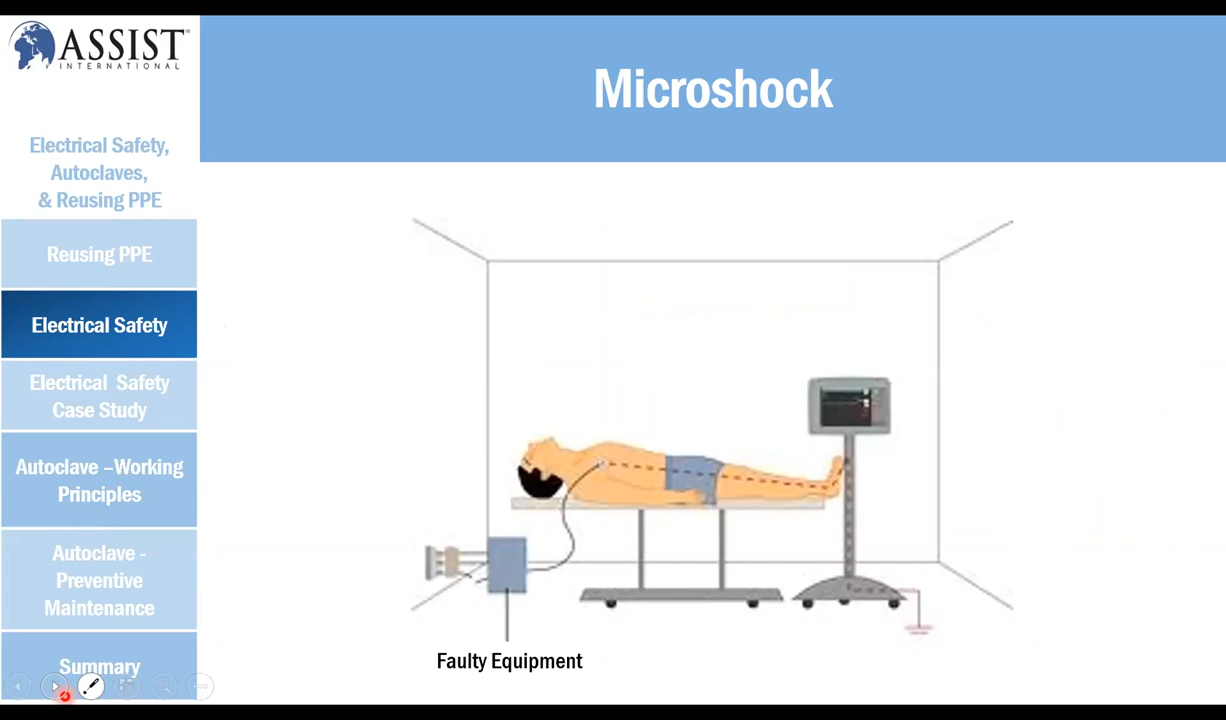 ASSIST
INTERNATIONAL
Microshock
Electrical Safety,
Autoclaves,
& Reusing PPE
Reusing PPE
Electrical Safety
Electrical Safety
Case Study
Autoclave –Working
Principles
Autoclave -
Preventive
Maintenance
Summary
Faulty Equipment